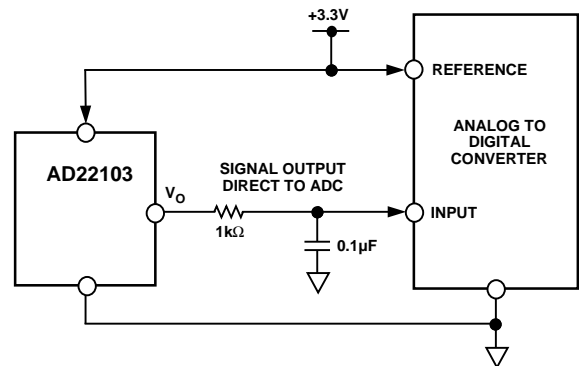 +3.3V
REFERENCE
ANALOG TO
DIGITAL
CONVERTER
AD22103
SIGNAL OUTPUT
DIRECT TO ADC
VO
INPUT
1kΩ
0.1µF